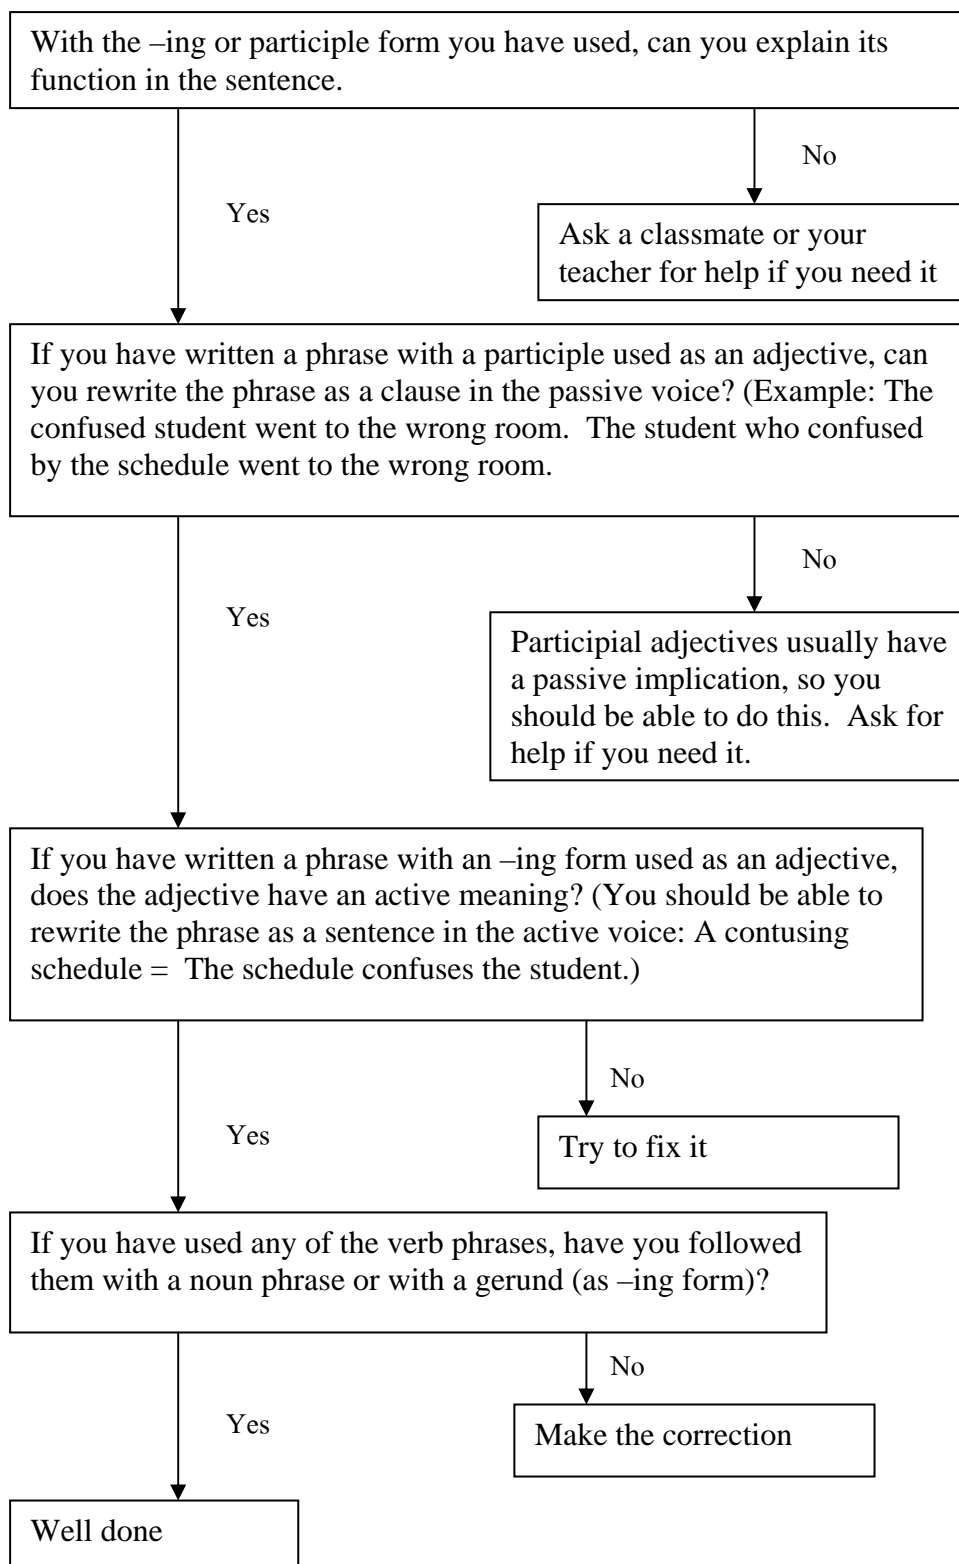 With the –ing or participle form you have used, can you explain its
function in the sentence.
No
Yes
Ask a classmate or your
teacher for help if you need it
If you have written a phrase with a participle used as an adjective, can
you rewrite the phrase as a clause in the passive voice? (Example: The
confused student went to the wrong room.  The student who confused
by the schedule went to the wrong room.
No
Yes
Participial adjectives usually have
a passive implication, so you
should be able to do this.  Ask for
help if you need it.
If you have written a phrase with an –ing form used as an adjective,
does the adjective have an active meaning? (You should be able to
rewrite the phrase as a sentence in the active voice: A contusing
schedule =  The schedule confuses the student.)
No
Yes
Try to fix it
If you have used any of the verb phrases, have you followed
them with a noun phrase or with a gerund (as –ing form)?
No
Yes
Make the correction
Well done